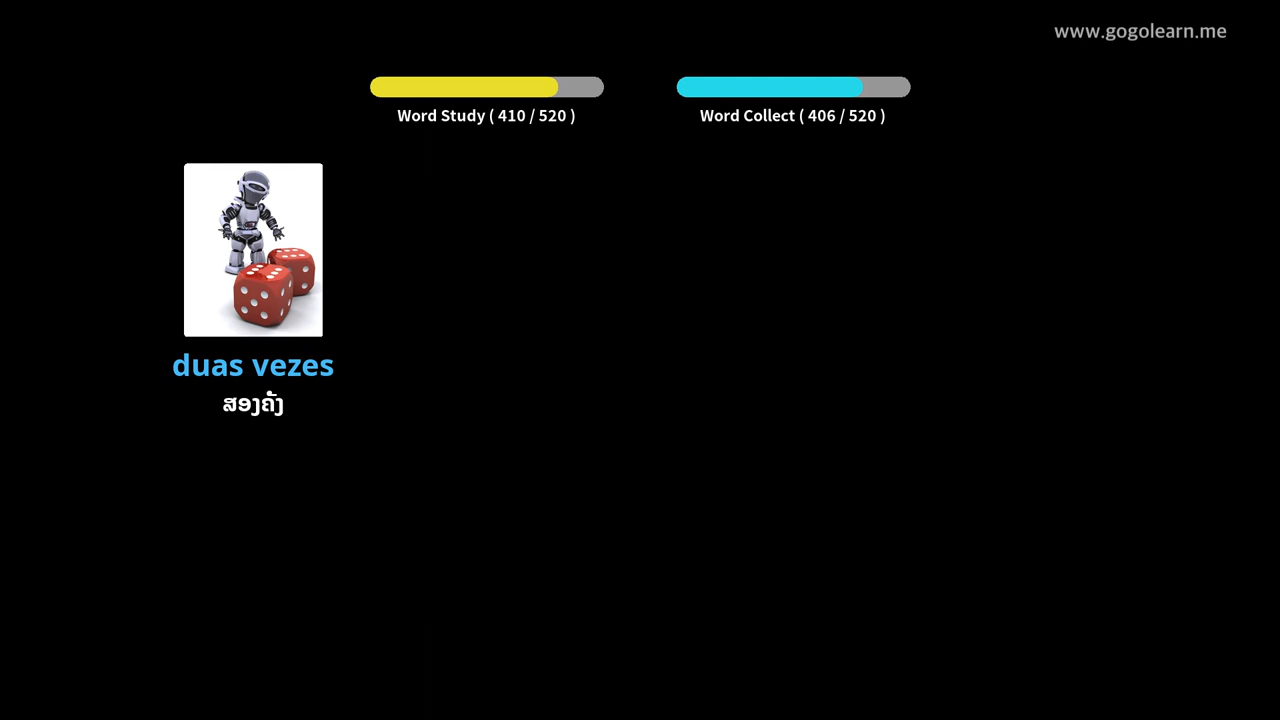 www.gogolearn.me
Word Study ( 410 / 520 )
Word Collect ( 406 / 520 )
duas vezes
ສອງຄັ້ງ